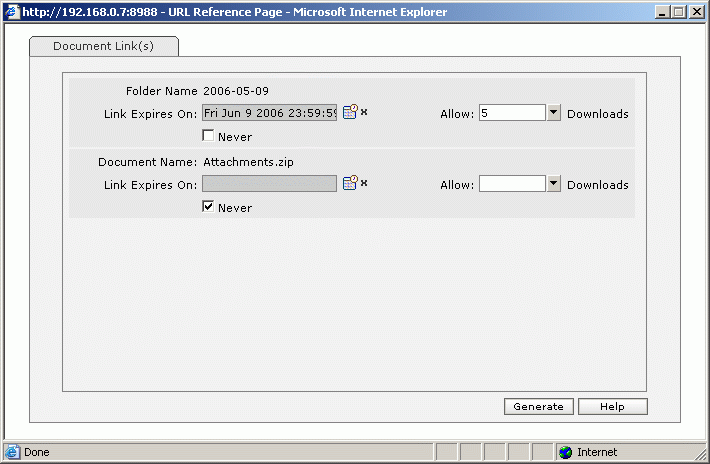 http://192.168.0.7:8988 - URL Reference Page - Microsoft Internet Explorer
Document Link(s)
Folder Name 2006-05-09
Link Expires On: Fri Jun 9 2006 23:59:59 Allow: 5 Downloads
Never
Document Name: Attachments.zip
Link Expires On: Allow: Downloads
Never
Generate Help
Done Internet